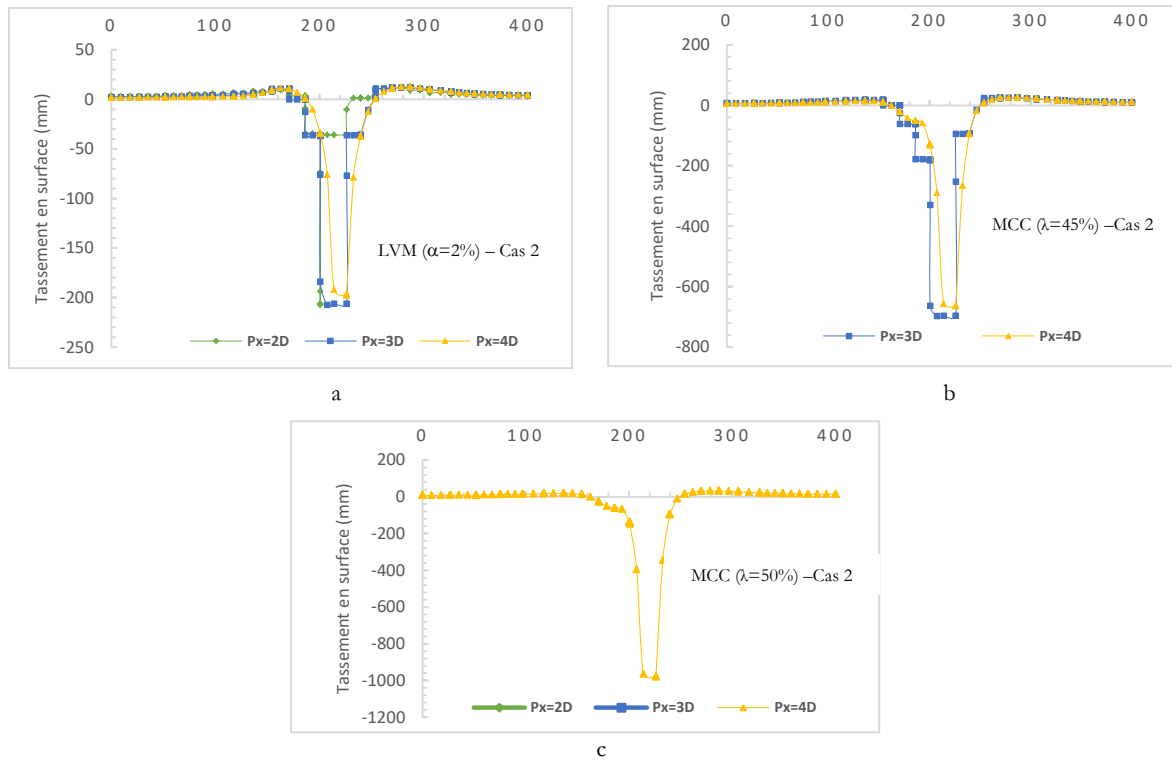 0 100 200 300 400
50
0
-50
-100
-150
-200
-250
Tassement en surface (mm)
LVM (α=2%) – Cas 2
Px=2D Px=3D Px=4D
a
0 100 200 300 400
200
0
-200
-400
-600
-800
Tassement en surface (mm)
MCC (λ=45%) –Cas 2
Px=3D Px=4D
b
0 100 200 300 400
200
0
-200
-400
-600
-800
-1000
-1200
Tassement en surface (mm)
MCC (λ=50%) –Cas 2
Px=2D Px=3D Px=4D
c